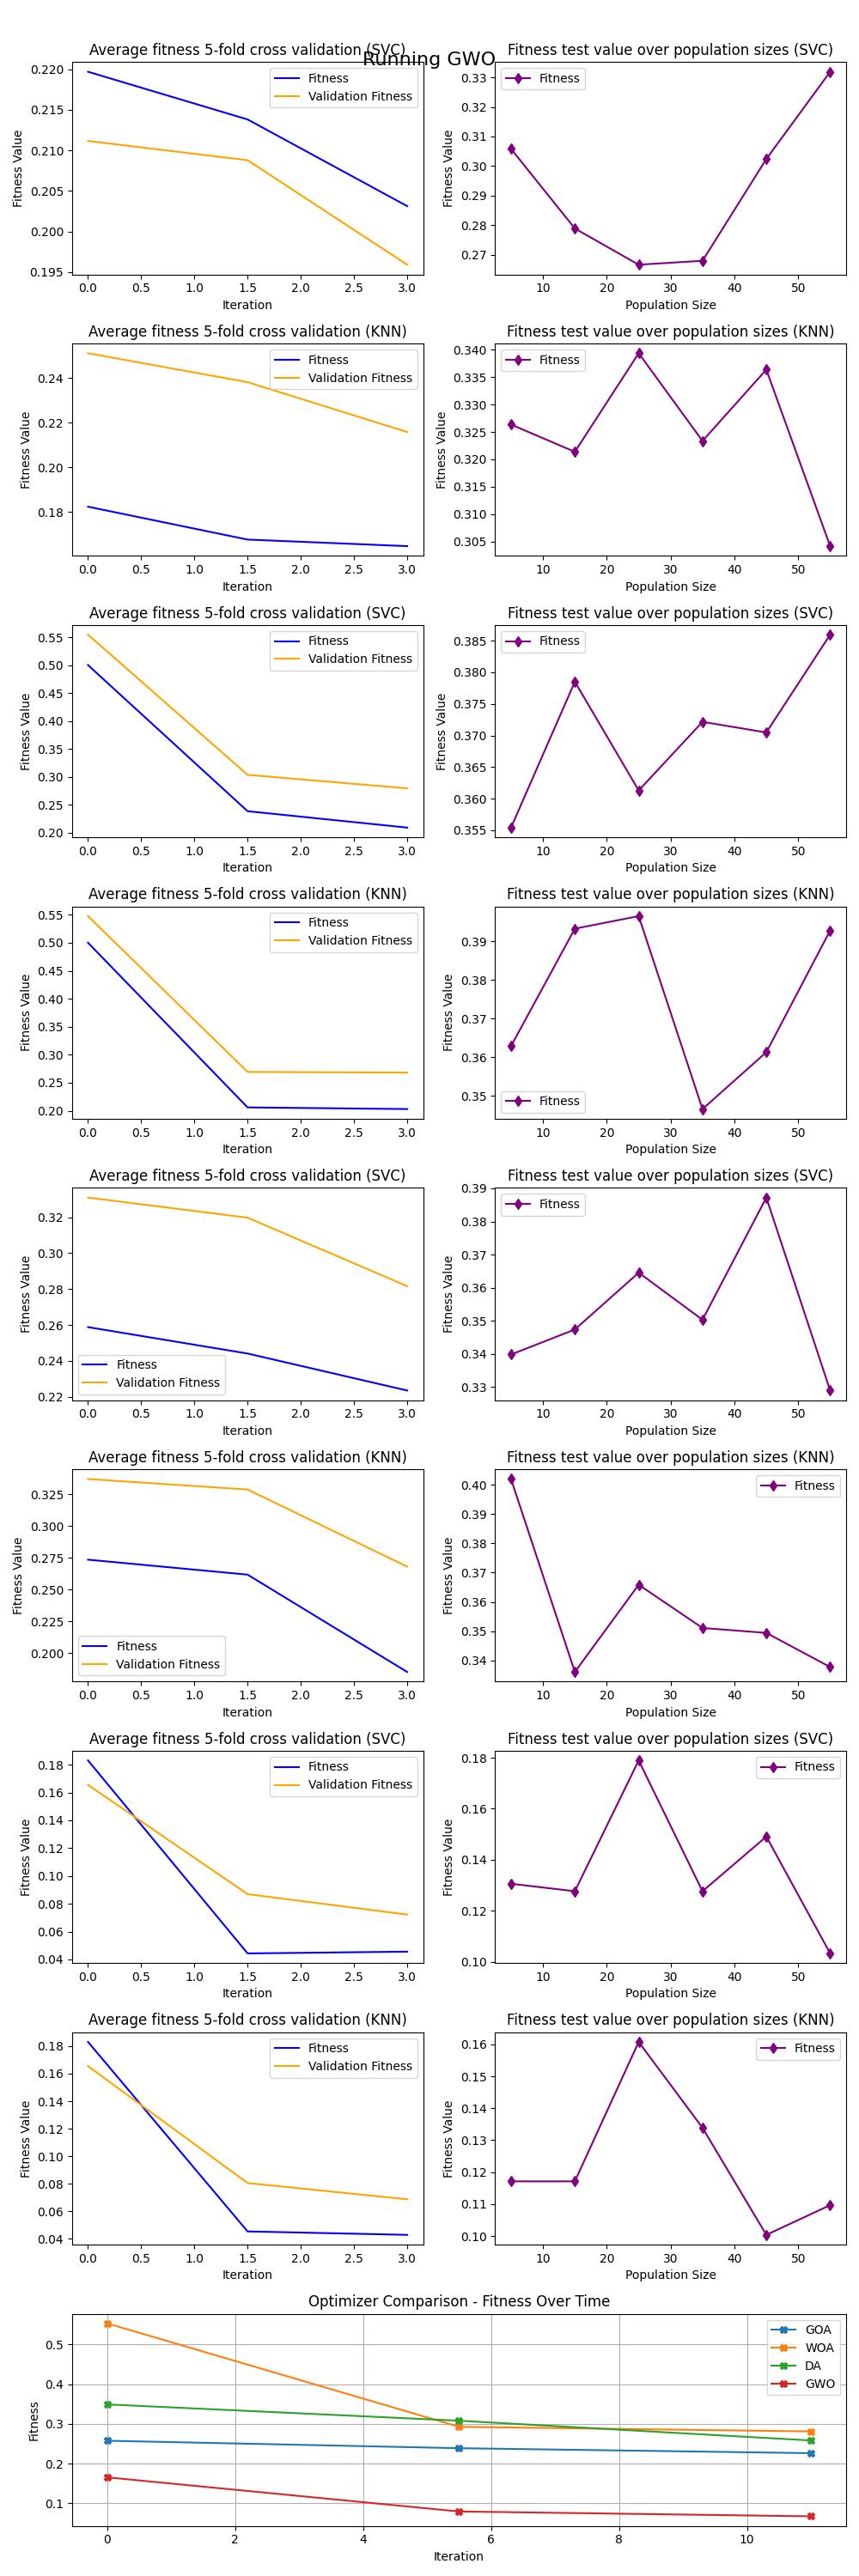 Running GWO
Average fitness 5-fold cross validation (SVC)
Fitness Value
0.220
0.215
0.210
0.205
0.200
0.195
Fitness
Validation Fitness
0.0 0.5 1.0 1.5 2.0 2.5 3.0
Iteration
Fitness test value over population sizes (SVC)
Fitness Value
0.33
0.32
0.31
0.30
0.29
0.28
0.27
Fitness
10 20 30 40 50
Population Size
Average fitness 5-fold cross validation (KNN)
Fitness Value
0.24
0.22
0.20
0.18
Fitness
Validation Fitness
0.0 0.5 1.0 1.5 2.0 2.5 3.0
Iteration
Fitness test value over population sizes (KNN)
Fitness Value
0.340
0.335
0.330
0.325
0.320
0.315
0.310
0.305
Fitness
10 20 30 40 50
Population Size
Average fitness 5-fold cross validation (SVC)
Fitness Value
0.55
0.50
0.45
0.40
0.35
0.30
0.25
0.20
Fitness
Validation Fitness
0.0 0.5 1.0 1.5 2.0 2.5 3.0
Iteration
Fitness test value over population sizes (SVC)
Fitness Value
0.385
0.380
0.375
0.370
0.365
0.360
0.355
Fitness
10 20 30 40 50
Population Size
Average fitness 5-fold cross validation (KNN)
Fitness Value
0.55
0.50
0.45
0.40
0.35
0.30
0.25
0.20
Fitness
Validation Fitness
0.0 0.5 1.0 1.5 2.0 2.5 3.0
Iteration
Fitness test value over population sizes (KNN)
Fitness Value
0.39
0.38
0.37
0.36
0.35
Fitness
10 20 30 40 50
Population Size
Average fitness 5-fold cross validation (SVC)
Fitness Value
0.32
0.30
0.28
0.26
0.24
0.22
Fitness
Validation Fitness
0.0 0.5 1.0 1.5 2.0 2.5 3.0
Iteration
Fitness test value over population sizes (SVC)
Fitness Value
0.39
0.38
0.37
0.36
0.35
0.34
0.33
Fitness
10 20 30 40 50
Population Size
Average fitness 5-fold cross validation (KNN)
Fitness Value
0.325
0.300
0.275
0.250
0.225
0.200
Fitness
Validation Fitness
0.0 0.5 1.0 1.5 2.0 2.5 3.0
Iteration
Fitness test value over population sizes (KNN)
Fitness Value
0.40
0.39
0.38
0.37
0.36
0.35
0.34
Fitness
10 20 30 40 50
Population Size
Average fitness 5-fold cross validation (SVC)
Fitness Value
0.18
0.16
0.14
0.12
0.10
0.08
0.06
0.04
Fitness
Validation Fitness
0.0 0.5 1.0 1.5 2.0 2.5 3.0
Iteration
Fitness test value over population sizes (SVC)
Fitness Value
0.18
0.16
0.14
0.12
0.10
Fitness
10 20 30 40 50
Population Size
Average fitness 5-fold cross validation (KNN)
Fitness Value
0.18
0.16
0.14
0.12
0.10
0.08
0.06
0.04
Fitness
Validation Fitness
0.0 0.5 1.0 1.5 2.0 2.5 3.0
Iteration
Fitness test value over population sizes (KNN)
Fitness Value
0.16
0.15
0.14
0.13
0.12
0.11
0.10
Fitness
10 20 30 40 50
Population Size
Optimizer Comparison - Fitness Over Time
Fitness
0.5
0.4
0.3
0.2
0.1
GOA
WOA
DA
GWO
0 2 4 6 8 10
Iteration